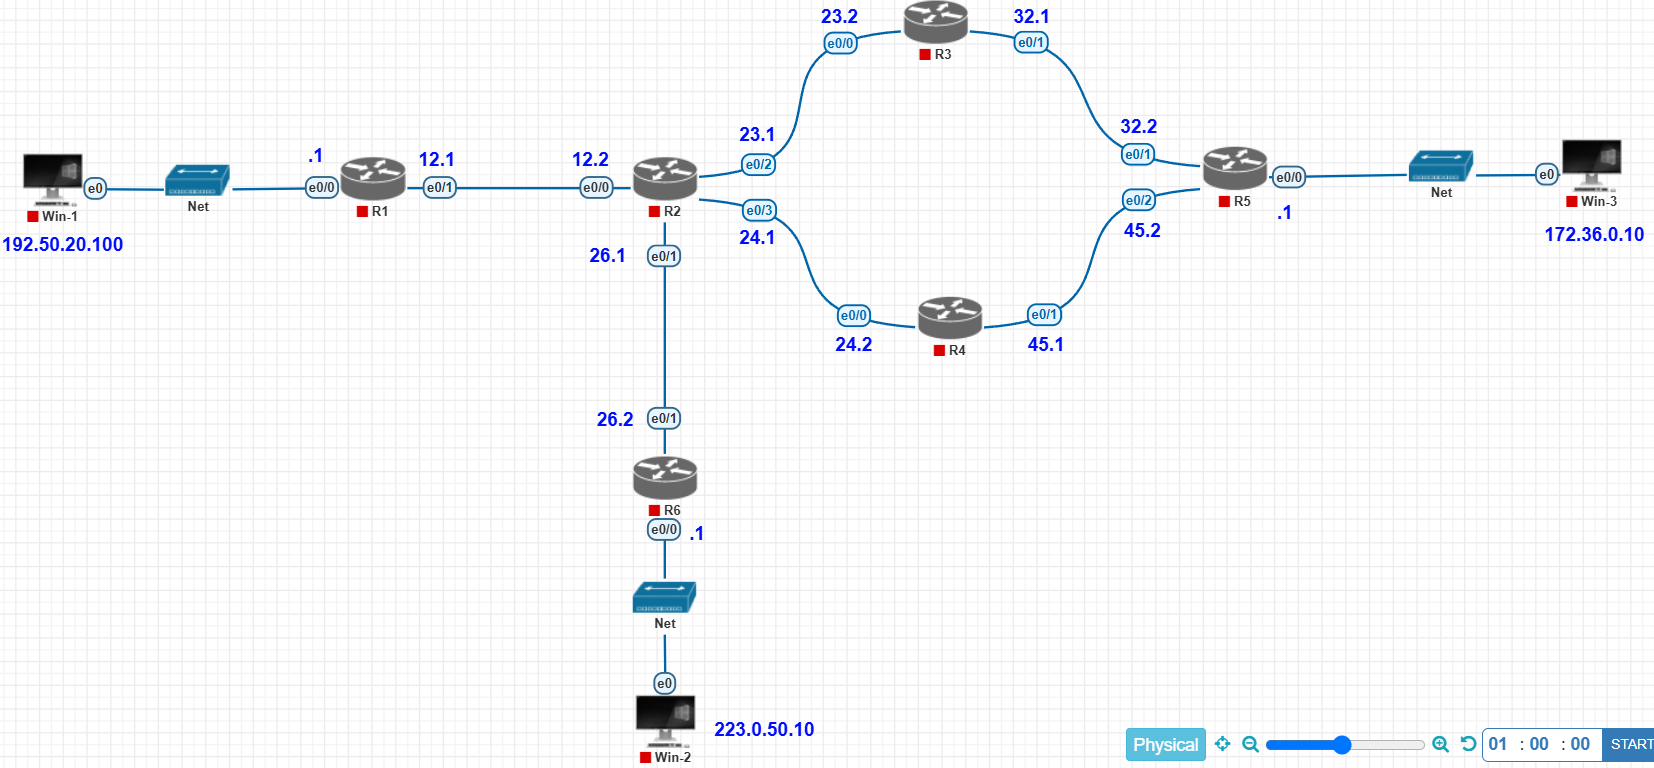 23.2
32.1
e0/0
e0/1
R3
23.1
32.2
.1
12.1
12.2
e0/2
e0/1
e0
e0/0
e0/1
e0/0
e0/0
e0
Net
Net
Win-1
R1
R2
R5
Win-3
192.50.20.100
e0/3
e0/2
.1
24.1
45.2
172.36.0.10
26.1
e0/1
e0/0
e0/1
24.2
R4
45.1
26.2
e0/1
R6
e0/0
.1
Net
e0
223.0.50.10
Win-2
Physical
01 : 00 : 00
START